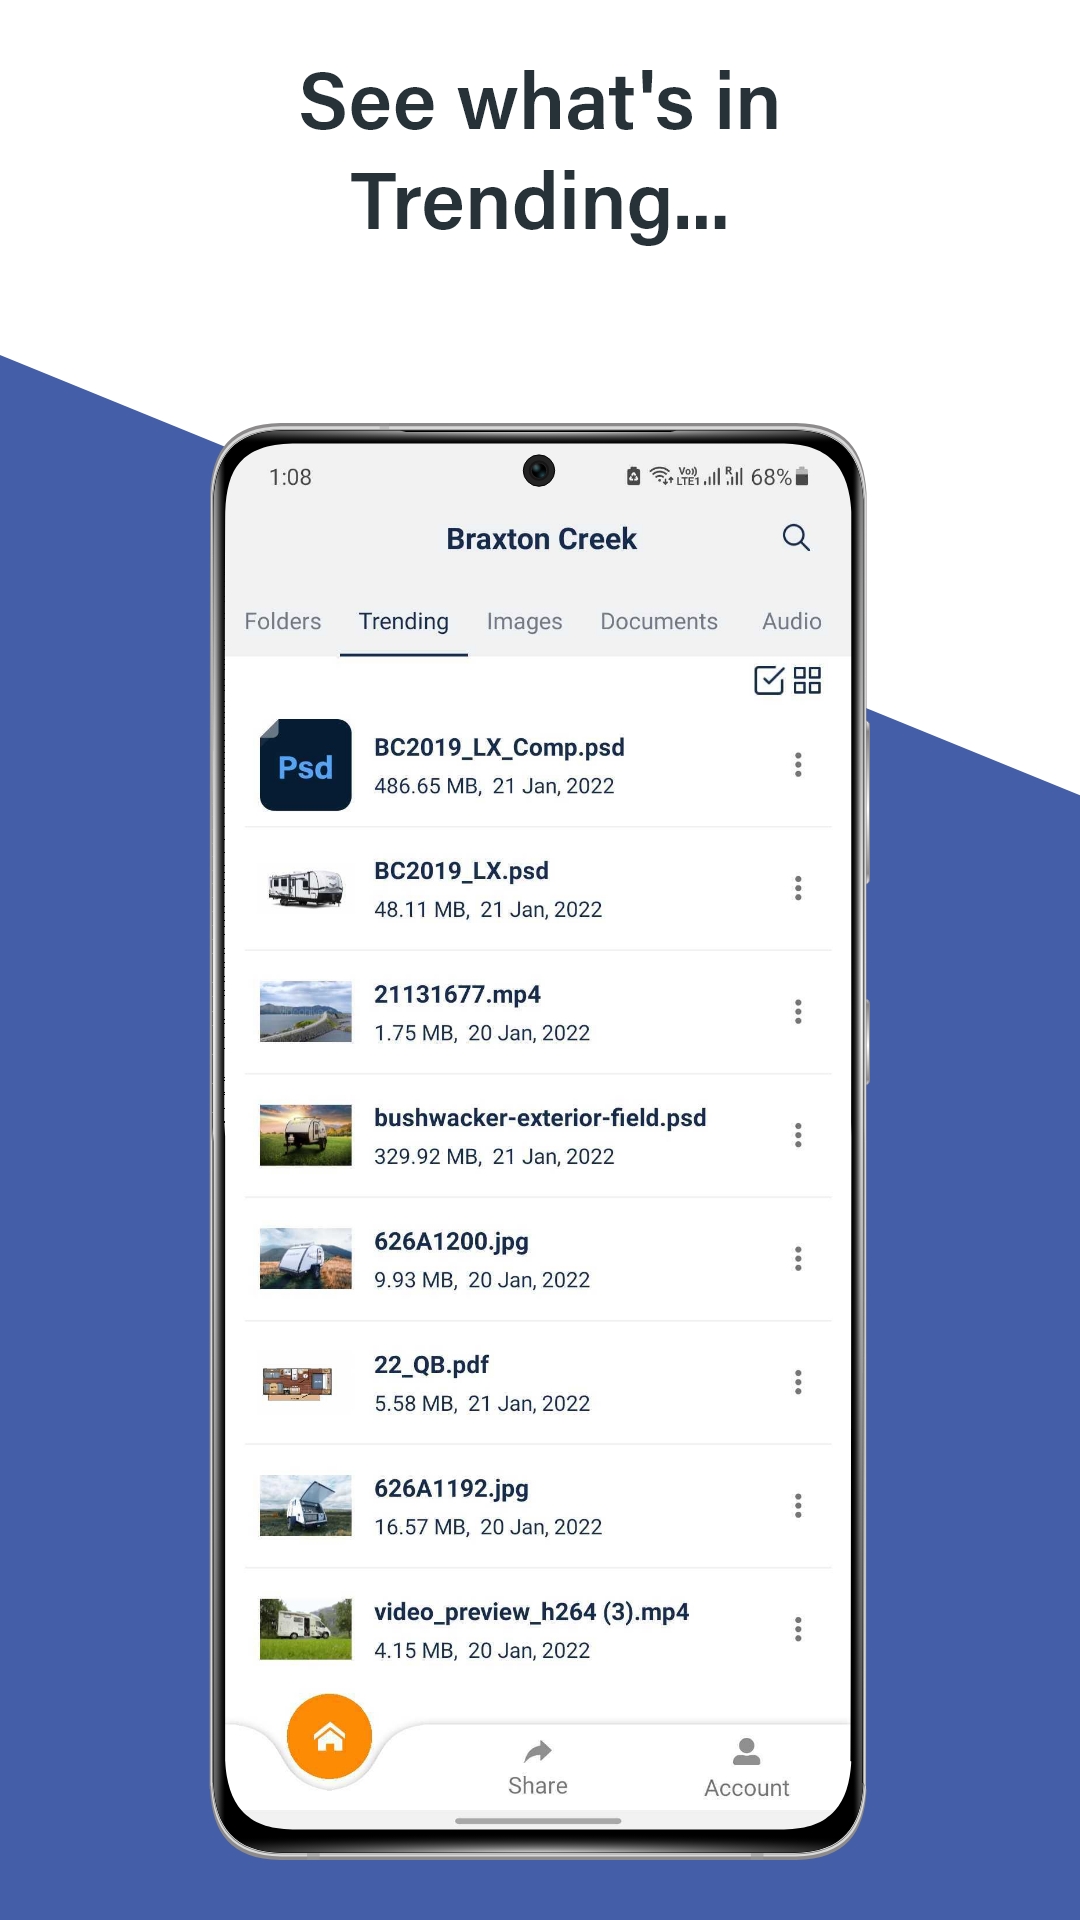 See what's in
Trending...
1:08
Vo)) R 68%
LTE1
Braxton Creek
Folders Trending Images Documents Audio
Psd
BC2019_LX_Comp.psd
486.65 MB, 21 Jan, 2022
BC2019_LX.psd
48.11 MB, 21 Jan, 2022
21131677.mp4
1.75 MB, 20 Jan, 2022
bushwacker-exterior-field.psd
329.92 MB, 21 Jan, 2022
626A1200.jpg
9.93 MB, 20 Jan, 2022
22_QB.pdf
5.58 MB, 21 Jan, 2022
626A1192.jpg
16.57 MB, 20 Jan, 2022
video_preview_h264 (3).mp4
4.15 MB, 20 Jan, 2022
Share
Account